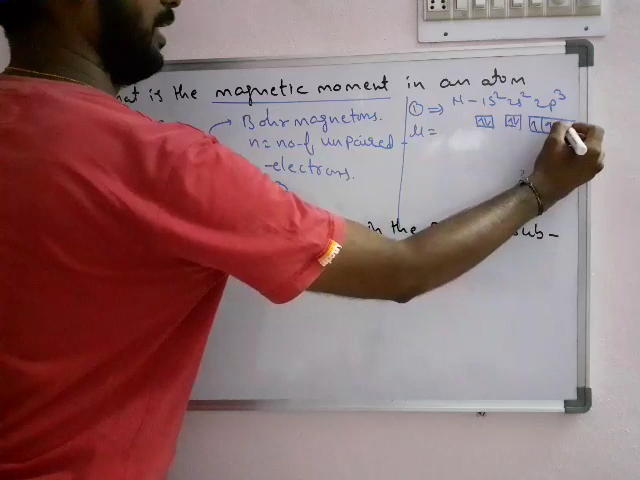 is the magnetic moment in an atom
Bohr magnetons.
n = no. of unpaired
-electrons.
① ⇒ N - 1s² 2s² 2p³
μ =
in the
sub-